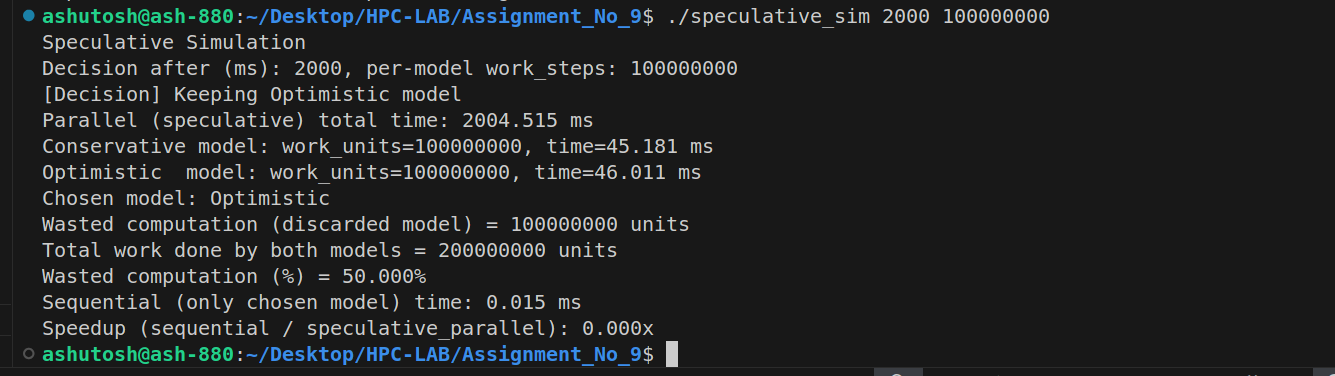 ashutosh@ash-880:~/Desktop/HPC-LAB/Assignment_No_9$ ./speculative_sim 2000 100000000
Speculative Simulation
Decision after (ms): 2000, per-model work_steps: 100000000
[Decision] Keeping Optimistic model
Parallel (speculative) total time: 2004.515 ms
Conservative model: work_units=100000000, time=45.181 ms
Optimistic  model: work_units=100000000, time=46.011 ms
Chosen model: Optimistic
Wasted computation (discarded model) = 100000000 units
Total work done by both models = 200000000 units
Wasted computation (%) = 50.000%
Sequential (only chosen model) time: 0.015 ms
Speedup (sequential / speculative_parallel): 0.000x
ashutosh@ash-880:~/Desktop/HPC-LAB/Assignment_No_9$